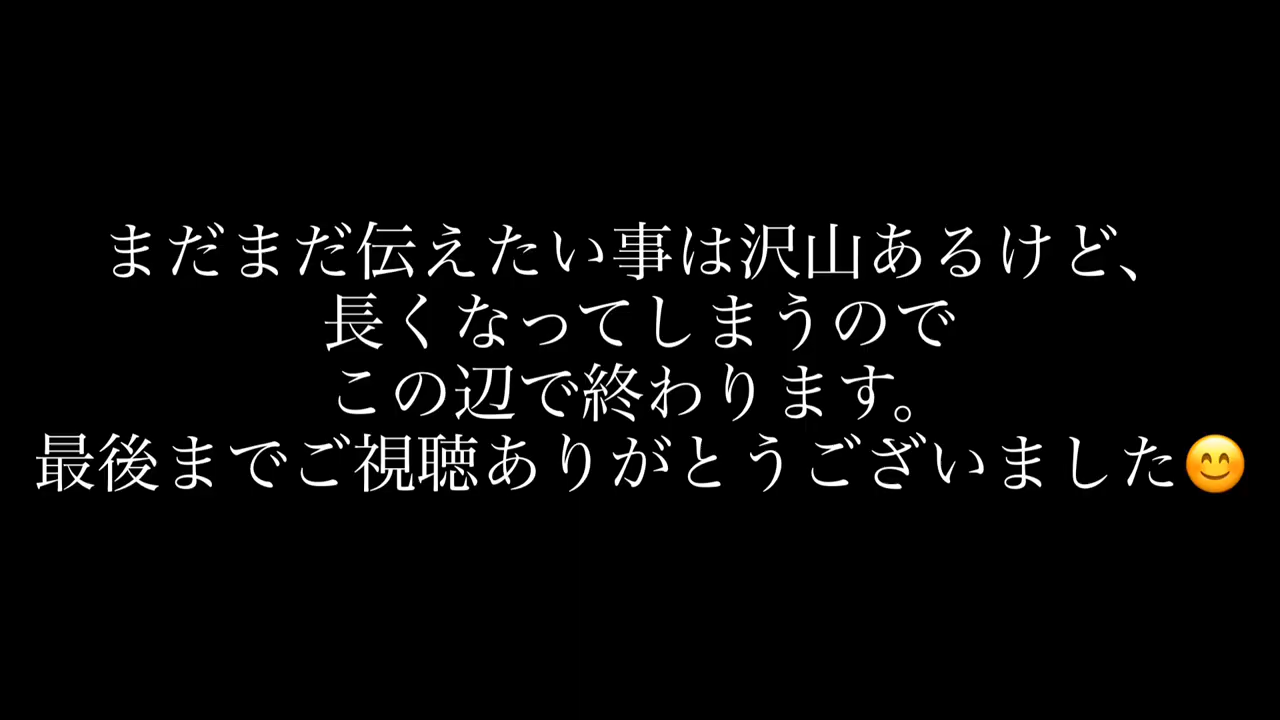 まだまだ伝えたい事は沢山あるけど、
長くなってしまうので
この辺で終わります。
最後までご視聴ありがとうございました😊